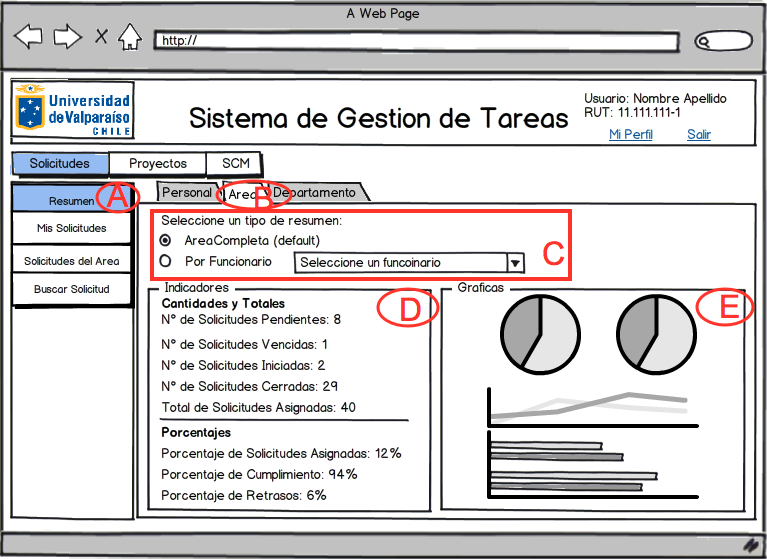 A Web Page
http://
Universidad
de Valparaíso
CHILE
Sistema de Gestion de Tareas
Usuario: Nombre Apellido
RUT: 11.111.111-1
Mi Perfil Salir
Solicitudes Proyectos SCM
Resumen A
Mis Solicitudes
Solicitudes del Area
Buscar Solicitud
Personal Area B Departamento
Seleccione un tipo de resumen:
AreaCompleta (default)
Por Funcionario Seleccione un funcoinario
C
Indicadores
D
Cantidades y Totales
N° de Solicitudes Pendientes: 8
N° de Solicitudes Vencidas: 1
N° de Solicitudes Iniciadas: 2
N° de Solicitudes Cerradas: 29
Total de Solicitudes Asignadas: 40
Porcentajes
Porcentaje de Solicitudes Asignadas: 12%
Porcentaje de Cumplimiento: 94%
Porcentaje de Retrasos: 6%
Graficas
E